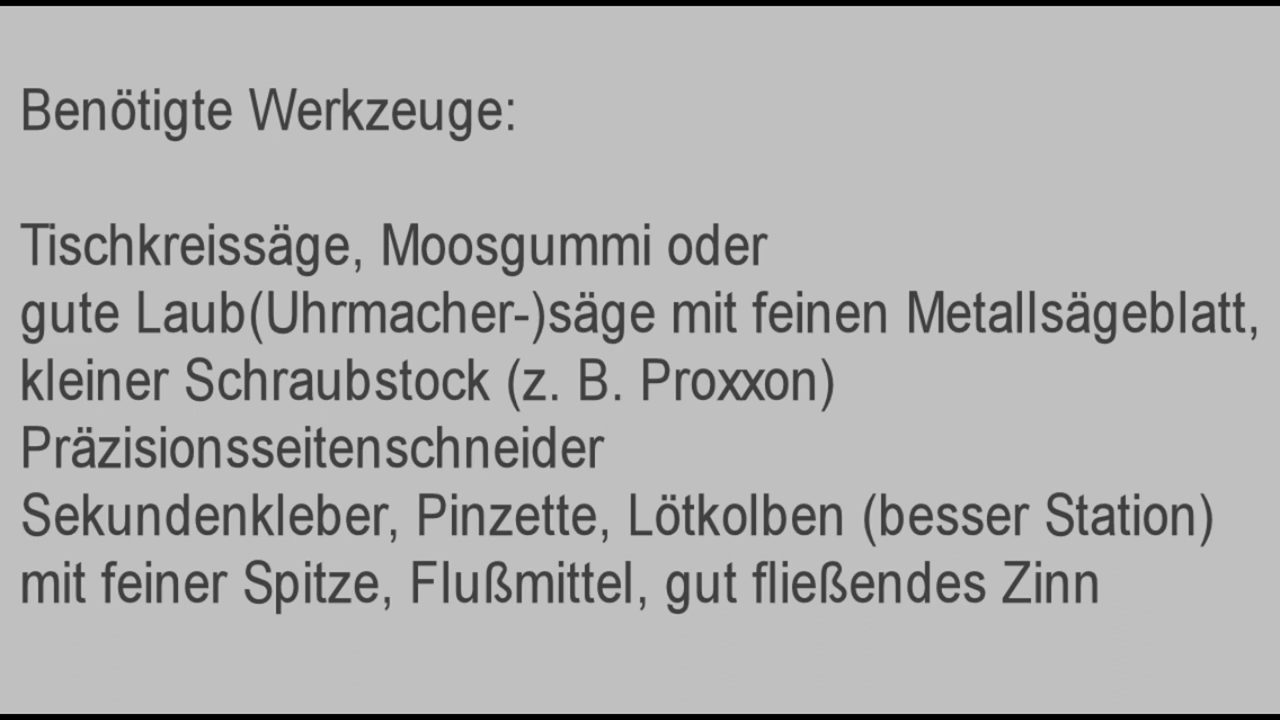 Benötigte Werkzeuge:
Tischkreissäge, Moosgummi oder
gute Laub(Uhrmacher-)säge mit feinen Metallsägeblatt,
kleiner Schraubstock (z. B. Proxxon)
Präzisionsseitenschneider
Sekundenkleber, Pinzette, Lötkolben (besser Station)
mit feiner Spitze, Flußmittel, gut fließendes Zinn